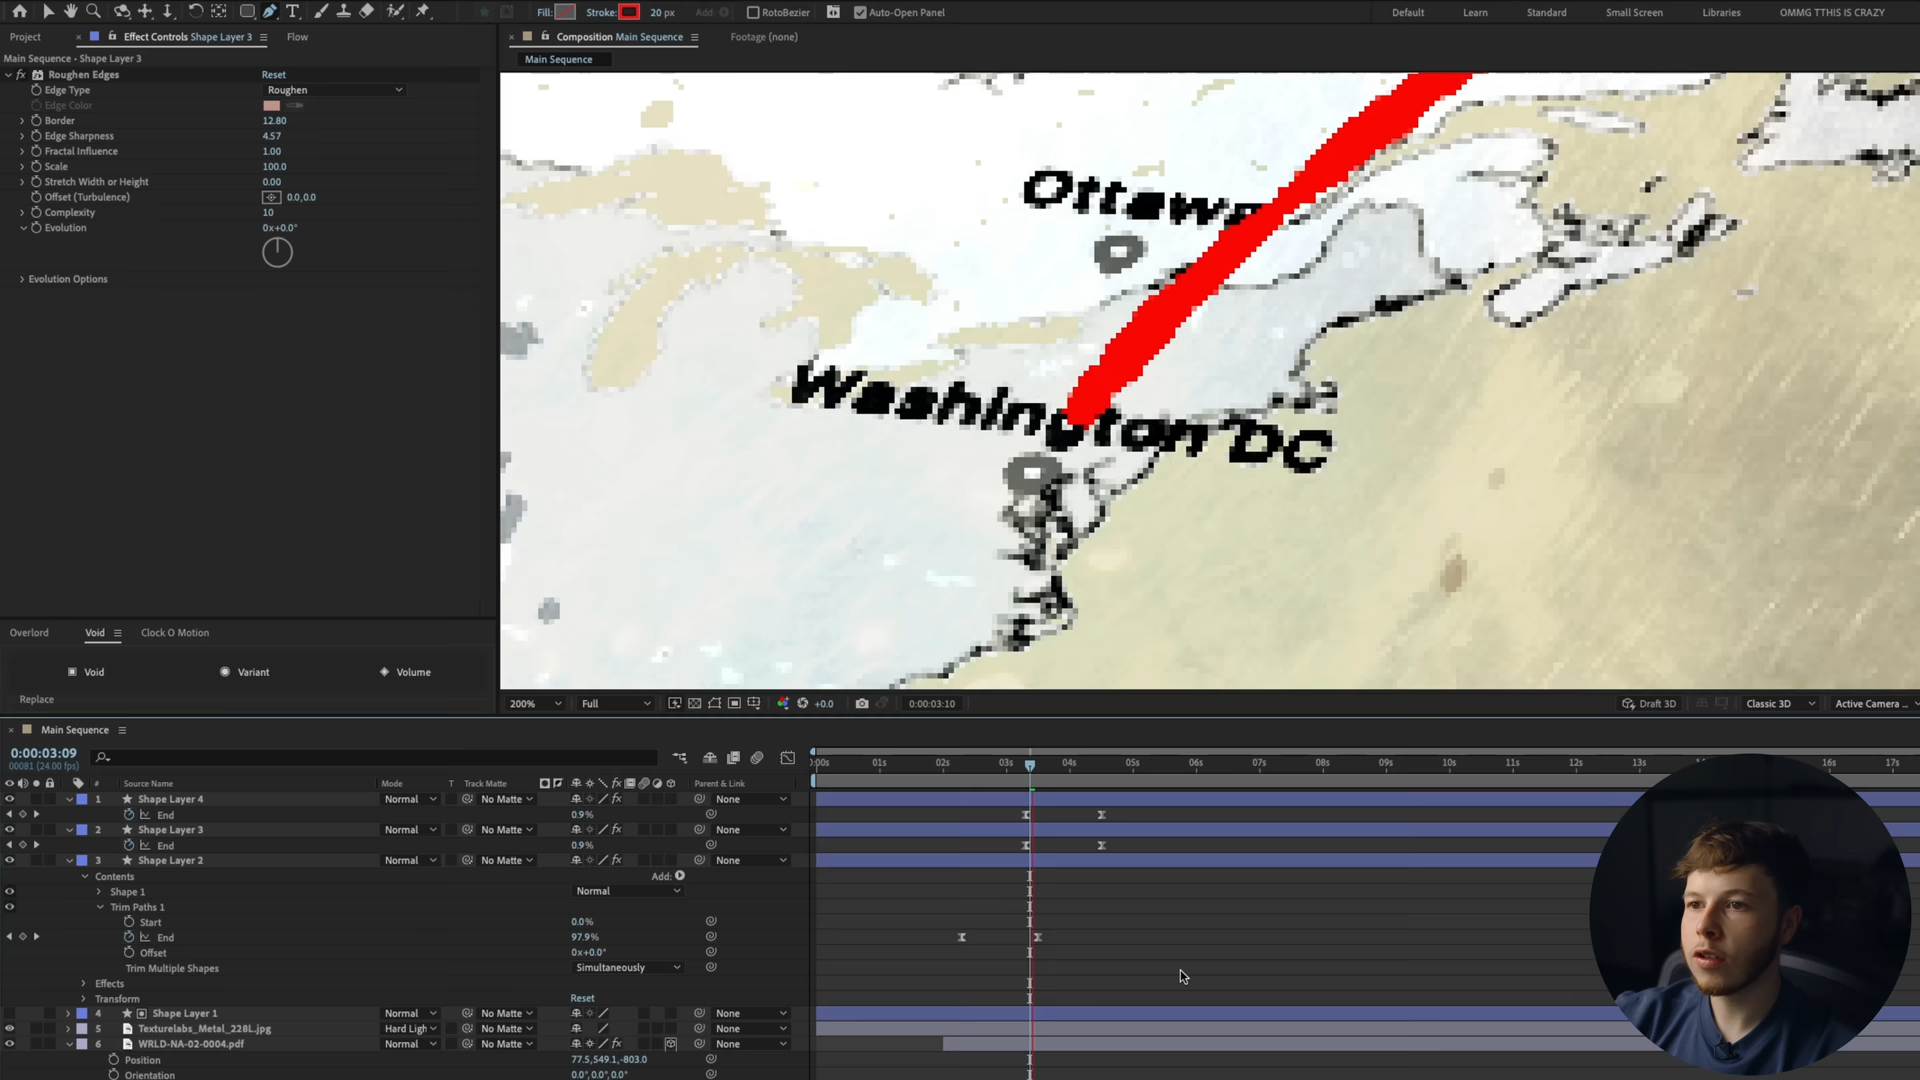 Fill: Stroke: 20 px Add: RotoBezier Auto-Open Panel Default Learn Standard Small Screen Libraries OMMG TTHIS IS CRAZY
Project × Effect Controls Shape Layer 3 Flow
Main Sequence • Shape Layer 3
fx Roughen Edges Reset
Edge Type Roughen
Edge Color
Border 12.80
Edge Sharpness 4.57
Fractal Influence 1.00
Scale 100.0
Stretch Width or Height 0.00
Offset (Turbulence) 0.0,0.0
Complexity 10
Evolution 0x+0.0°
Evolution Options
× Composition Main Sequence Footage (none)
Main Sequence
Ottawa
Washington DC
Overlord Void Clock O Motion
Void Variant Volume
Replace
200% Full +0.0 0:00:03:10 Draft 3D Classic 3D Active Camera ...
× Main Sequence
0:00:03:09
00081 (24.00 fps)
# Source Name Mode T Track Matte fx Parent & Link
:00s 01s 02s 03s 04s 05s 06s 07s 08s 09s 10s 11s 12s 13s 16s 17s
1 Shape Layer 4 Normal No Matte fx None
End 0.9%
2 Shape Layer 3 Normal No Matte fx None
End 0.9%
3 Shape Layer 2 Normal No Matte fx None
Contents Add:
Shape 1 Normal
Trim Paths 1
Start 0.0%
End 97.9%
Offset 0x+0.0°
Trim Multiple Shapes Simultaneously
Effects
Transform Reset
4 Shape Layer 1 Normal No Matte None
5 Texturelabs_Metal_228L.jpg Hard Ligh No Matte None
6 WRLD-NA-02-0004.pdf Normal No Matte fx None
Position 77.5,549.1,-803.0
Orientation 0.0°,0.0°,0.0°